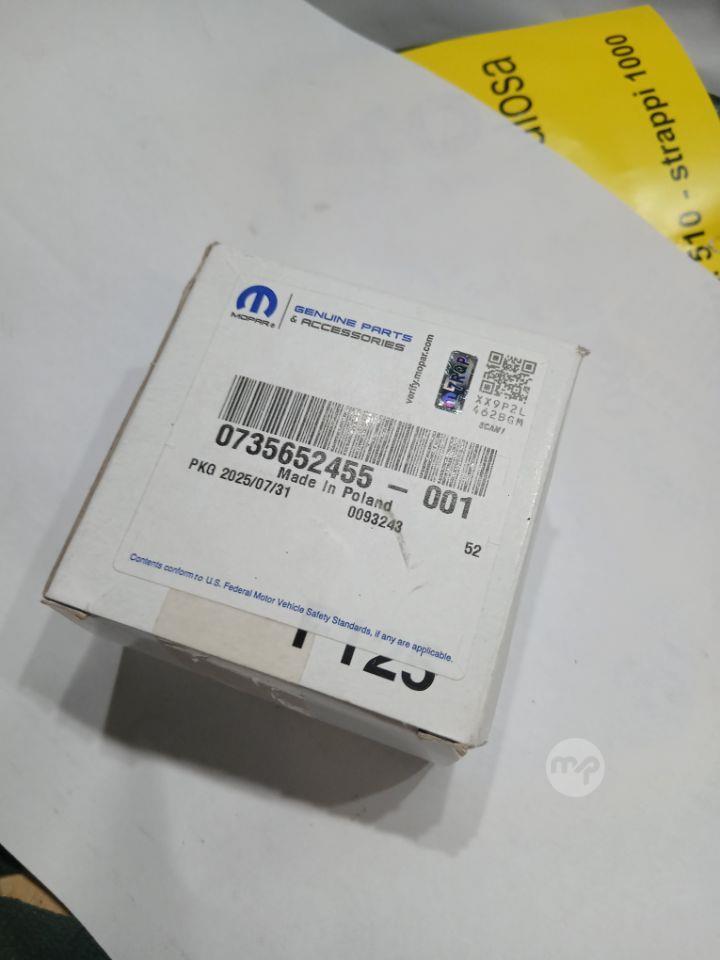 510 - strappi 1000
MOPAR®
GENUINE PARTS
& ACCESSORIES
verify.mopar.com
XX9P2L
462BGM
SCAN!
0735652455 - 001
Made In Poland
PKG 2025/07/31
0093243
52
Contents conform to U.S. Federal Motor Vehicle Safety Standards, if any are applicable.
mp